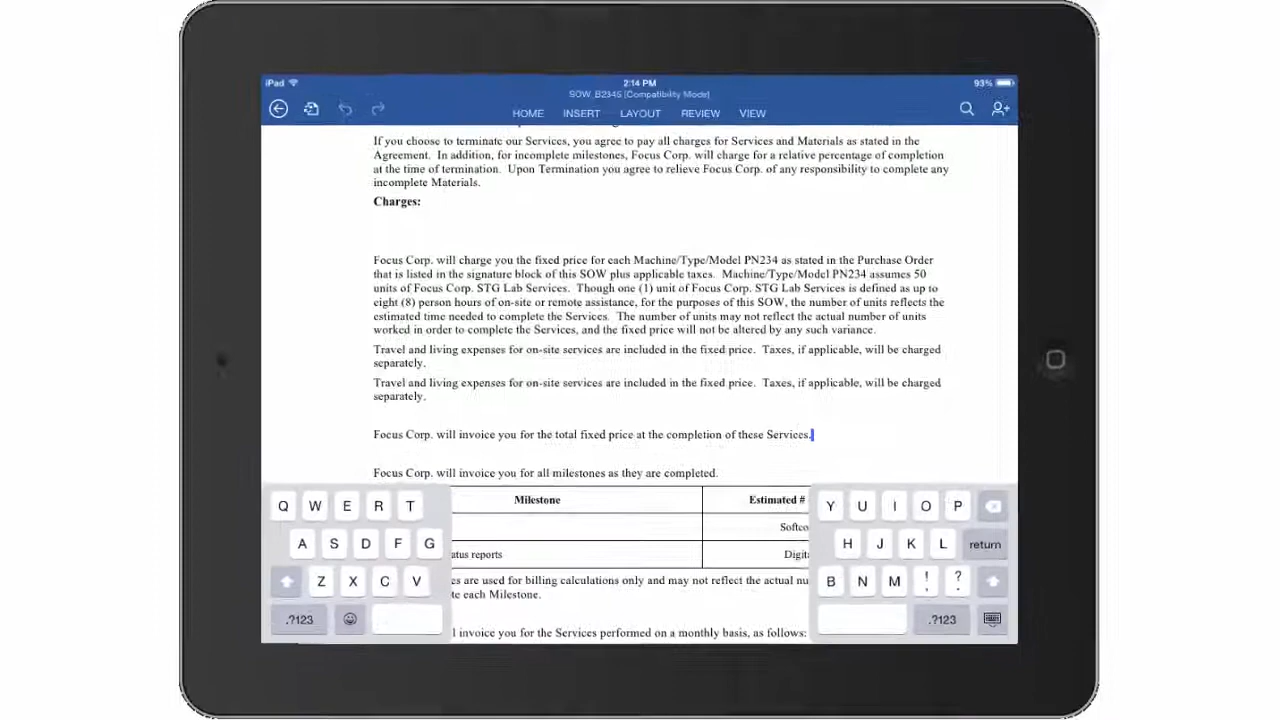 iPad
2:14 PM
93%
SOW_B2345 [Compatibility Mode]
HOME INSERT LAYOUT REVIEW VIEW
If you choose to terminate our Services, you agree to pay all charges for Services and Materials as stated in the
Agreement. In addition, for incomplete milestones, Focus Corp. will charge for a relative percentage of completion
at the time of termination. Upon Termination you agree to relieve Focus Corp. of any responsibility to complete any
incomplete Materials.
Charges:
Focus Corp. will charge you the fixed price for each Machine/Type/Model PN234 as stated in the Purchase Order
that is listed in the signature block of this SOW plus applicable taxes. Machine/Type/Model PN234 assumes 50
units of Focus Corp. STG Lab Services. Though one (1) unit of Focus Corp. STG Lab Services is defined as up to
eight (8) person hours of on-site or remote assistance, for the purposes of this SOW, the number of units reflects the
estimated time needed to complete the Services. The number of units may not reflect the actual number of units
worked in order to complete the Services, and the fixed price will not be altered by any such variance.
Travel and living expenses for on-site services are included in the fixed price. Taxes, if applicable, will be charged
separately.
Travel and living expenses for on-site services are included in the fixed price. Taxes, if applicable, will be charged
separately.
Focus Corp. will invoice you for the total fixed price at the completion of these Services.
Focus Corp. will invoice you for all milestones as they are completed.
Milestone Estimated #
Softco
atus reports Digit
es are used for billing calculations only and may not reflect the actual nu
te each Milestone.
l invoice you for the Services performed on a monthly basis, as follows:
Q W E R T Y U I O P
A S D F G H J K L return
Z X C V B N M ! , ? .
.?123 .?123